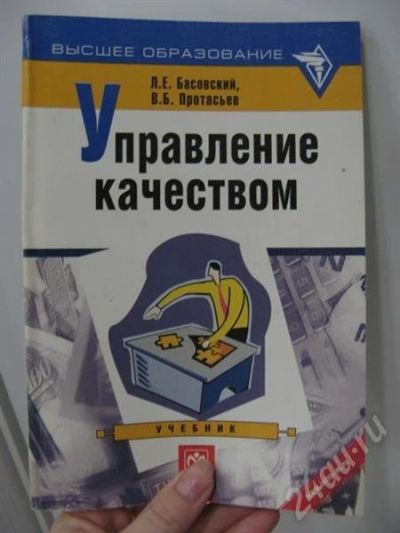 ВЫСШЕЕ ОБРАЗОВАНИЕ
Л.Е. Басовский,
В.Б. Протасьев
Управление
качеством
УЧЕБНИК
24au.ru